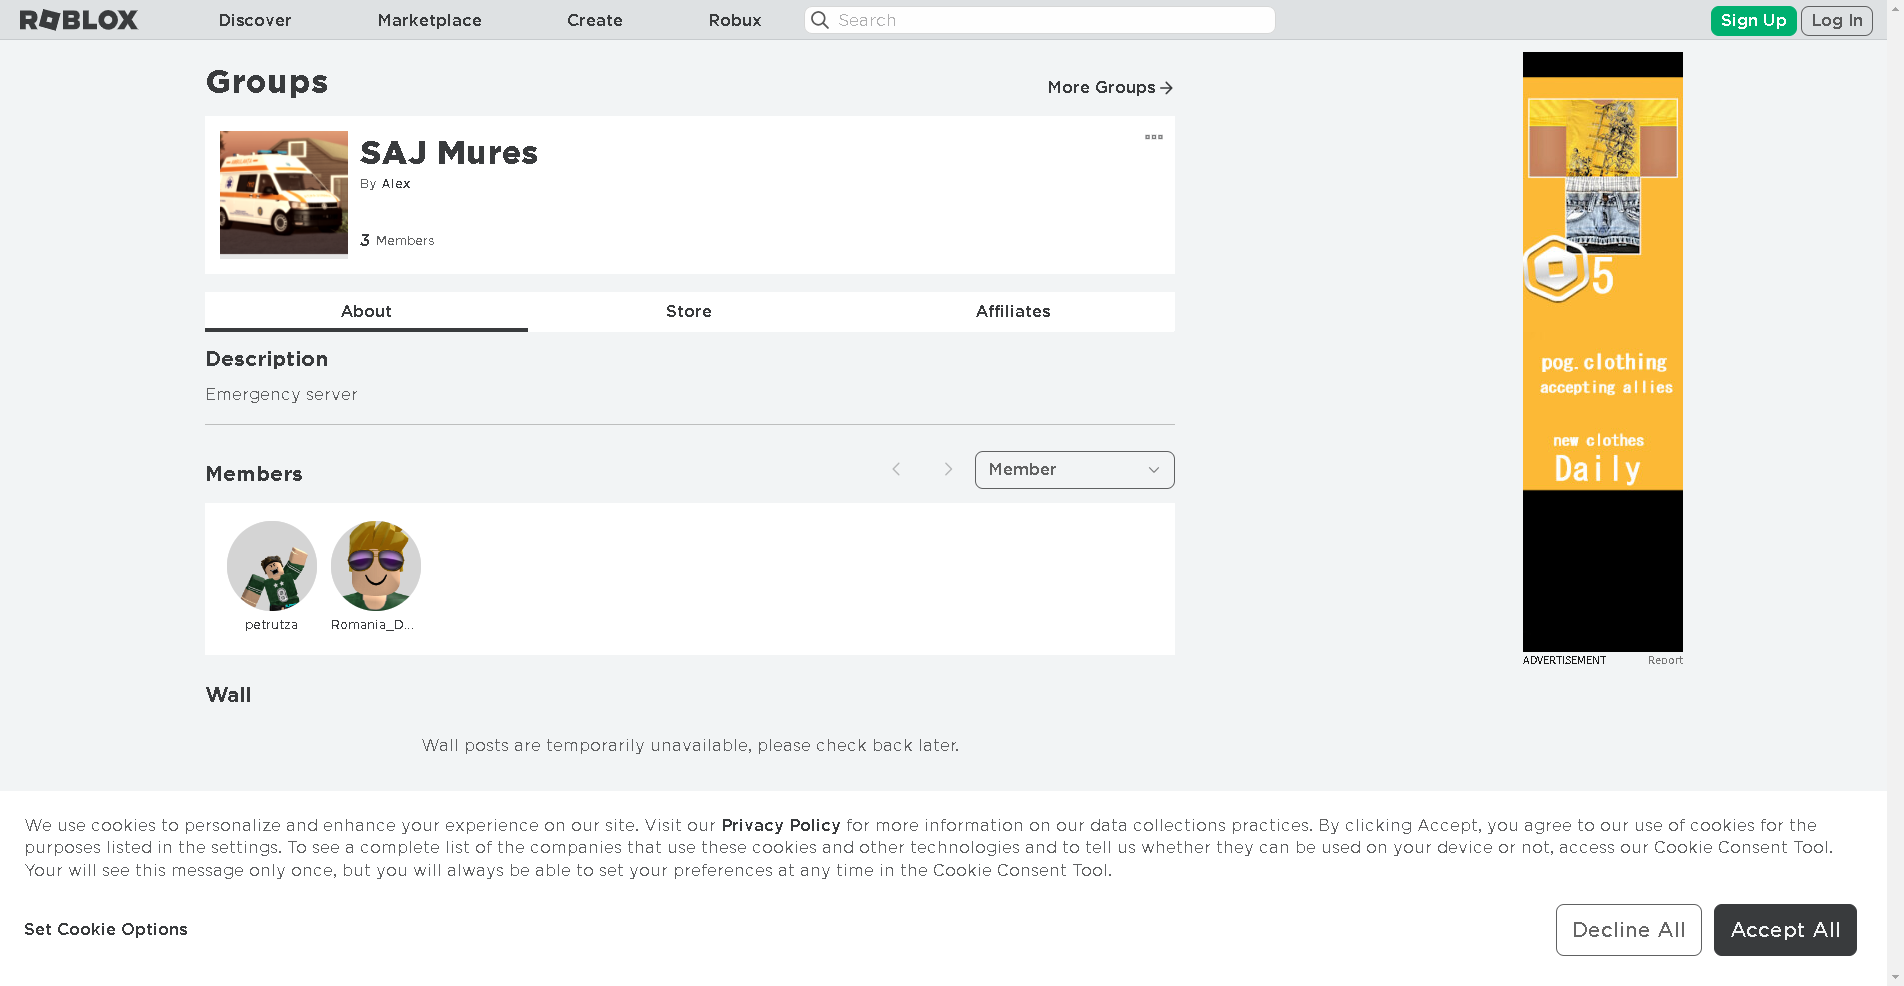 ROBLOX Discover Marketplace Create Robux Search Sign Up Log In
Groups
More Groups
SAJ Mures
By Alex
3 Members
About Store Affiliates
Description
Emergency server
Members
Member
petrutza Romania_D...
Wall
Wall posts are temporarily unavailable, please check back later.
5
pog.clothing
accepting allies
new clothes
Daily
ADVERTISEMENT Report
We use cookies to personalize and enhance your experience on our site. Visit our Privacy Policy for more information on our data collections practices. By clicking Accept, you agree to our use of cookies for the
purposes listed in the settings. To see a complete list of the companies that use these cookies and other technologies and to tell us whether they can be used on your device or not, access our Cookie Consent Tool.
Your will see this message only once, but you will always be able to set your preferences at any time in the Cookie Consent Tool.
Set Cookie Options
Decline All Accept All